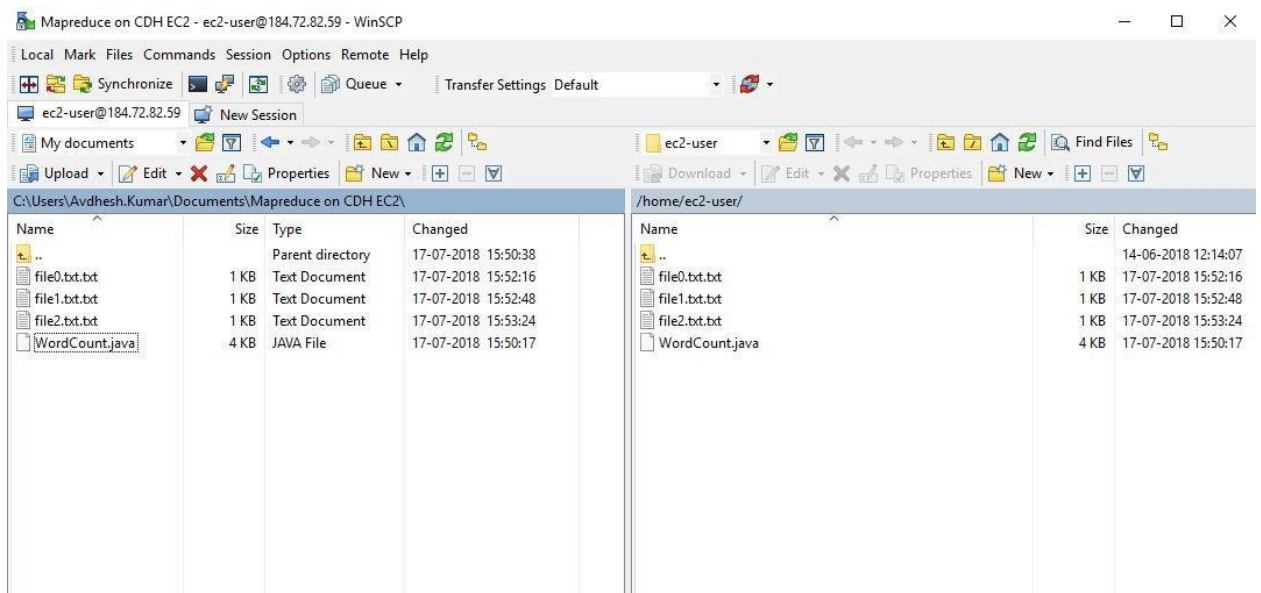 Mapreduce on CDH EC2 - ec2-user@184.72.82.59 - WinSCP
Local Mark Files Commands Session Options Remote Help
Synchronize Queue Transfer Settings Default
ec2-user@184.72.82.59 New Session
My documents ec2-user Find Files
Upload Edit Properties New Download Edit Properties New
C:\Users\Avdhesh.Kumar\Documents\Mapreduce on CDH EC2\ /home/ec2-user/
Name Size Type Changed Name Size Changed
.. Parent directory 17-07-2018 15:50:38 .. 14-06-2018 12:14:07
file0.txt.txt 1 KB Text Document 17-07-2018 15:52:16 file0.txt.txt 1 KB 17-07-2018 15:52:16
file1.txt.txt 1 KB Text Document 17-07-2018 15:52:48 file1.txt.txt 1 KB 17-07-2018 15:52:48
file2.txt.txt 1 KB Text Document 17-07-2018 15:53:24 file2.txt.txt 1 KB 17-07-2018 15:53:24
WordCount.java 4 KB JAVA File 17-07-2018 15:50:17 WordCount.java 4 KB 17-07-2018 15:50:17